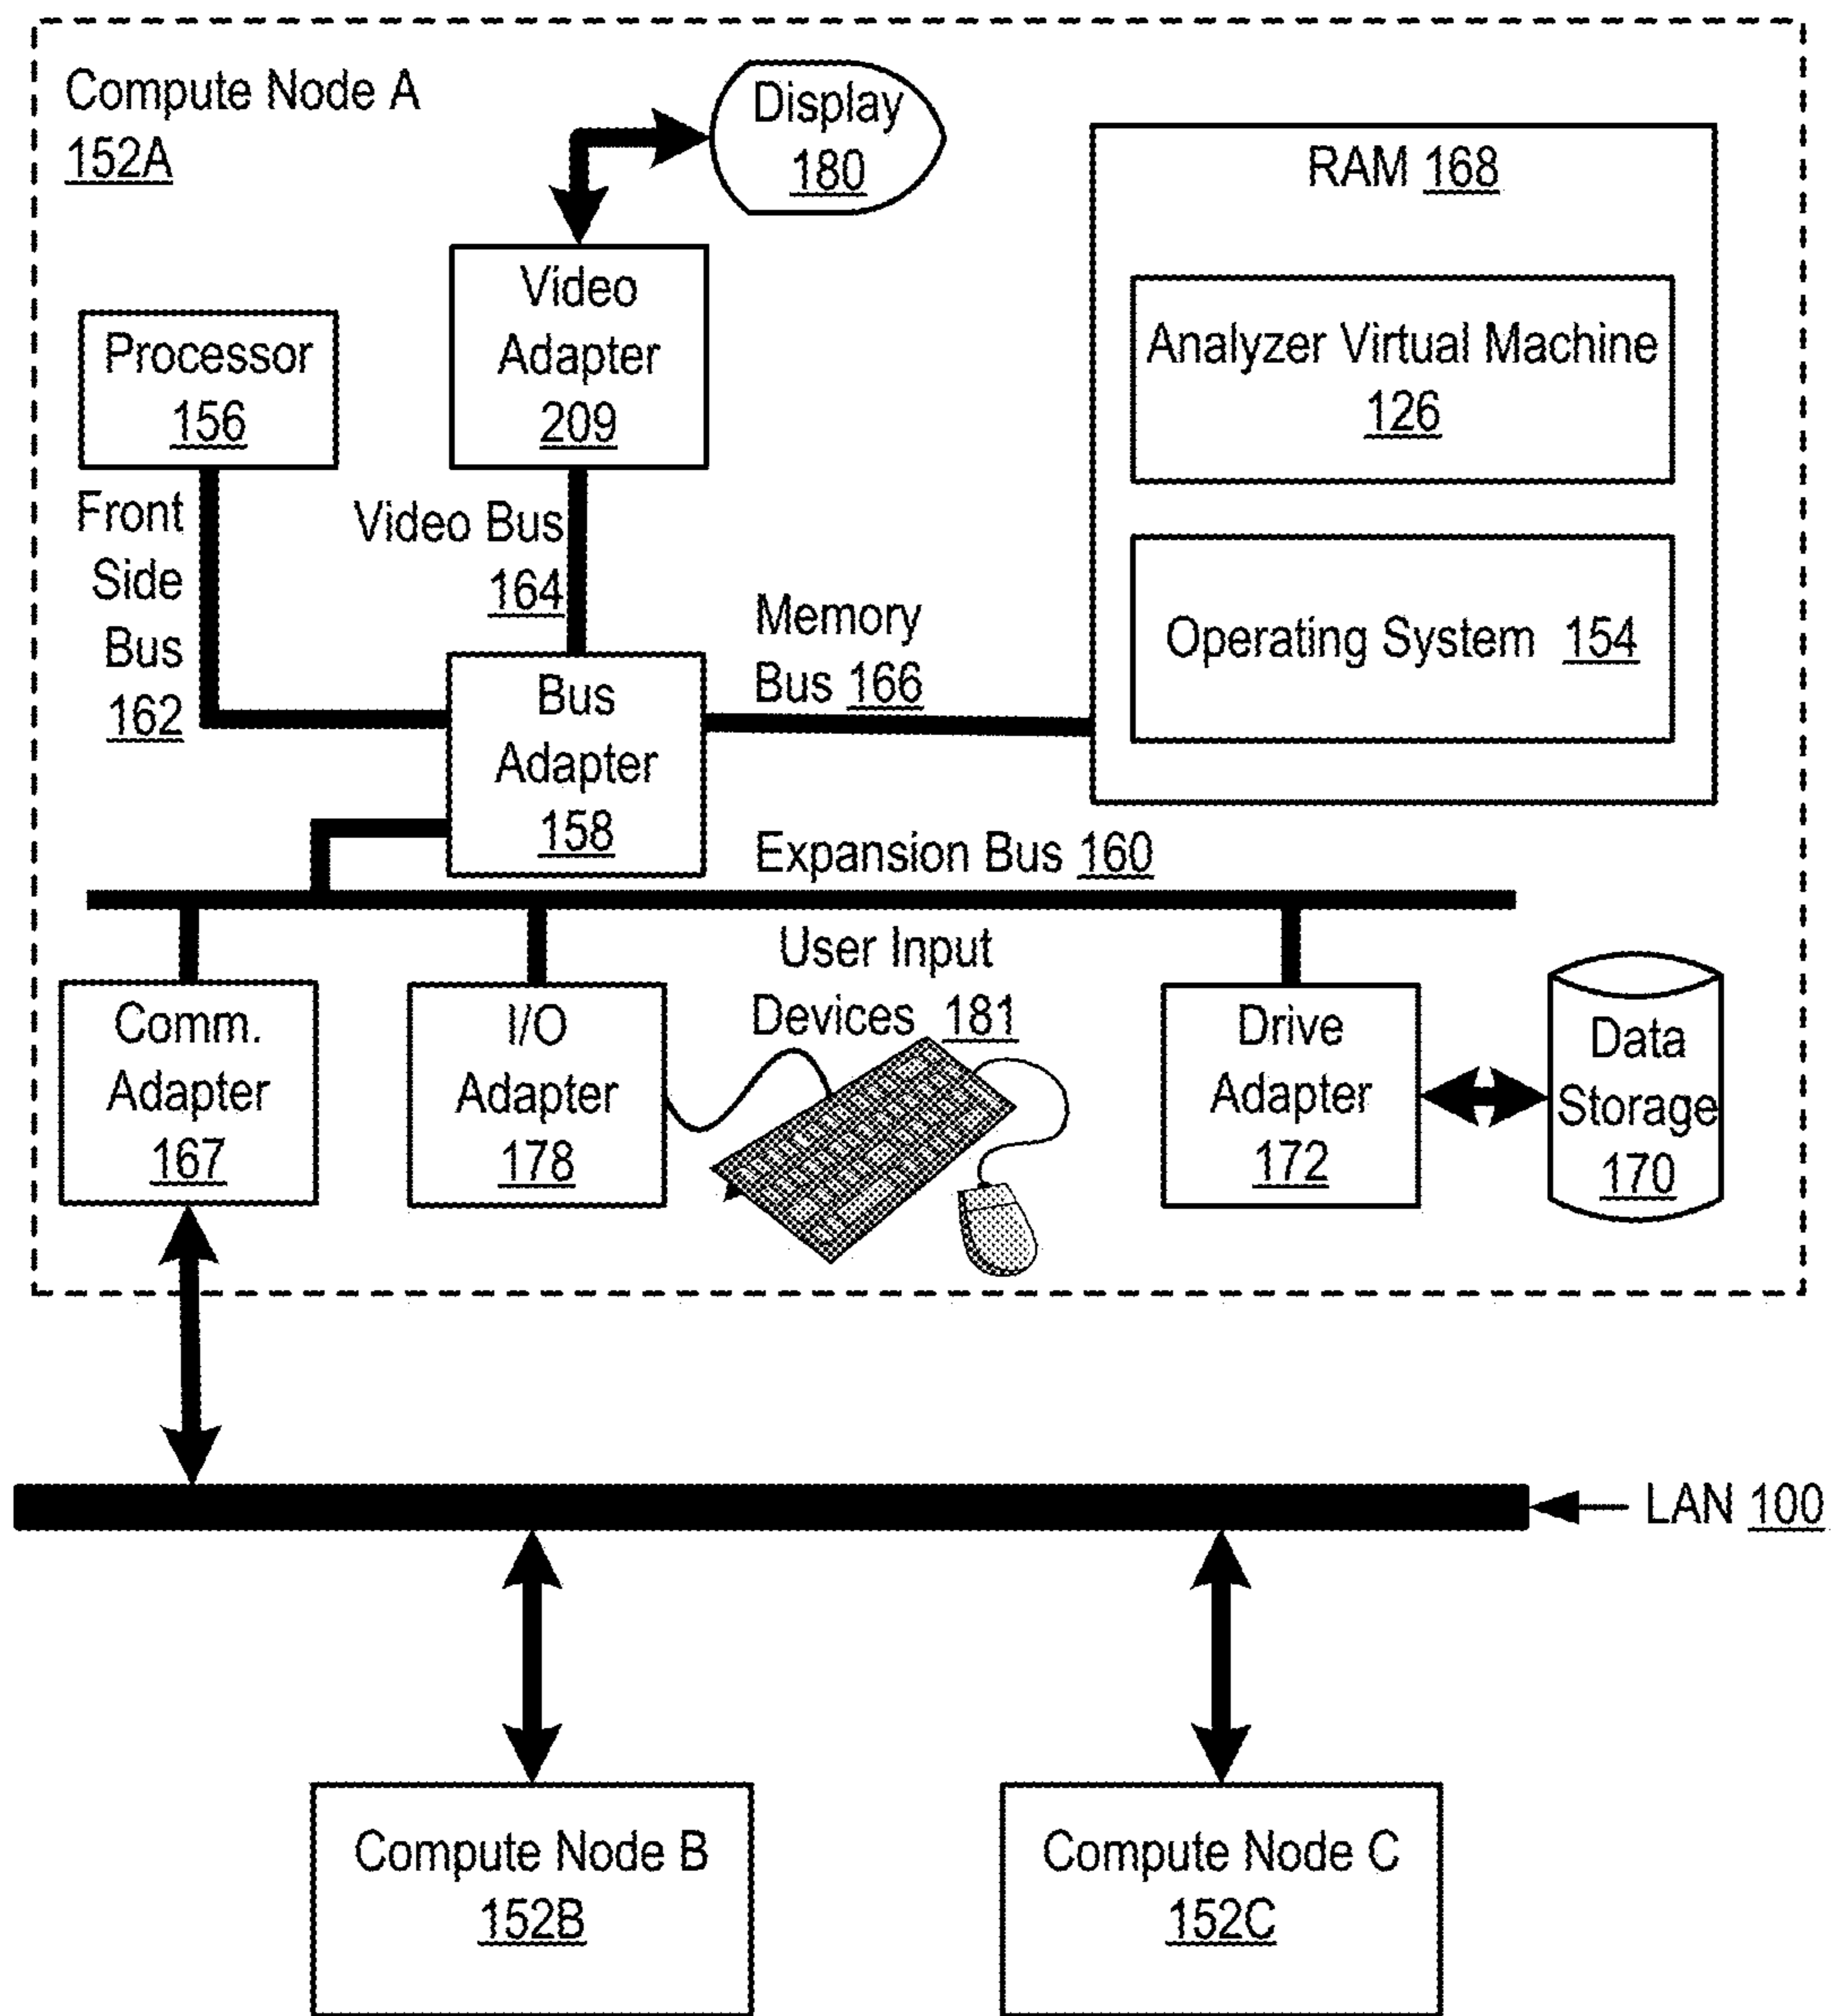 Compute Node A
152A
Display
180
RAM 168
Analyzer Virtual Machine
126
Operating System 154
Video
Adapter
209
Processor
156
Front
Side
Bus
162
Video Bus
164
Memory
Bus 166
Bus
Adapter
158
Expansion Bus 160
Comm.
Adapter
167
I/O
Adapter
178
User Input
Devices 181
Drive
Adapter
172
Data
Storage
170
LAN 100
Compute Node B
152B
Compute Node C
152C